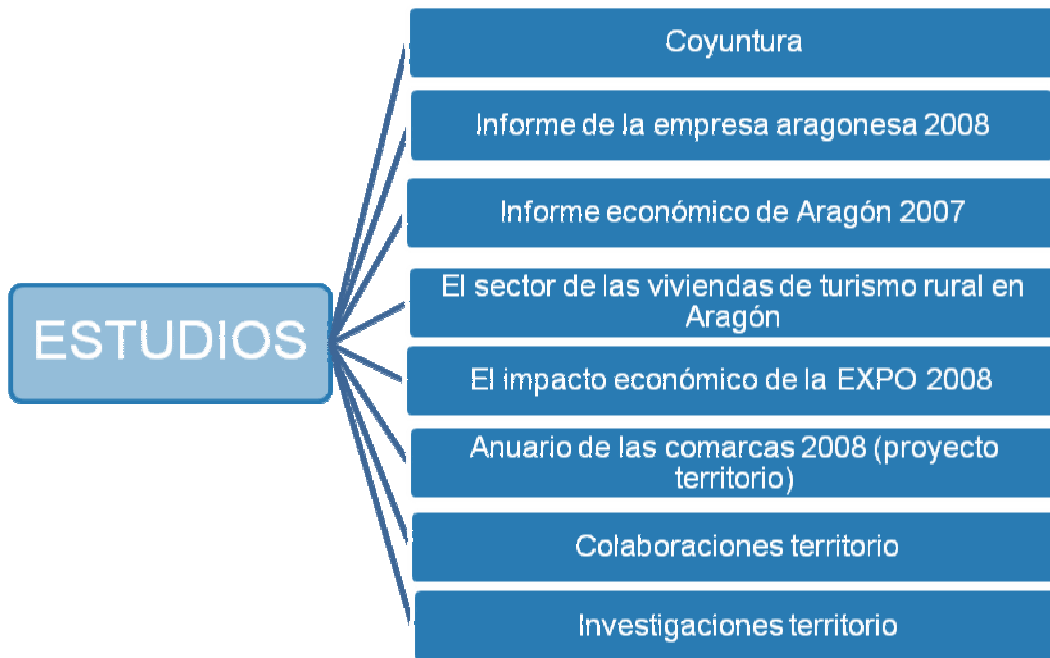 ESTUDIOS
Coyuntura
Informe de la empresa aragonesa 2008
Informe económico de Aragón 2007
El sector de las viviendas de turismo rural en
Aragón
El impacto económico de la EXPO 2008
Anuario de las comarcas 2008 (proyecto
territorio)
Colaboraciones territorio
Investigaciones territorio